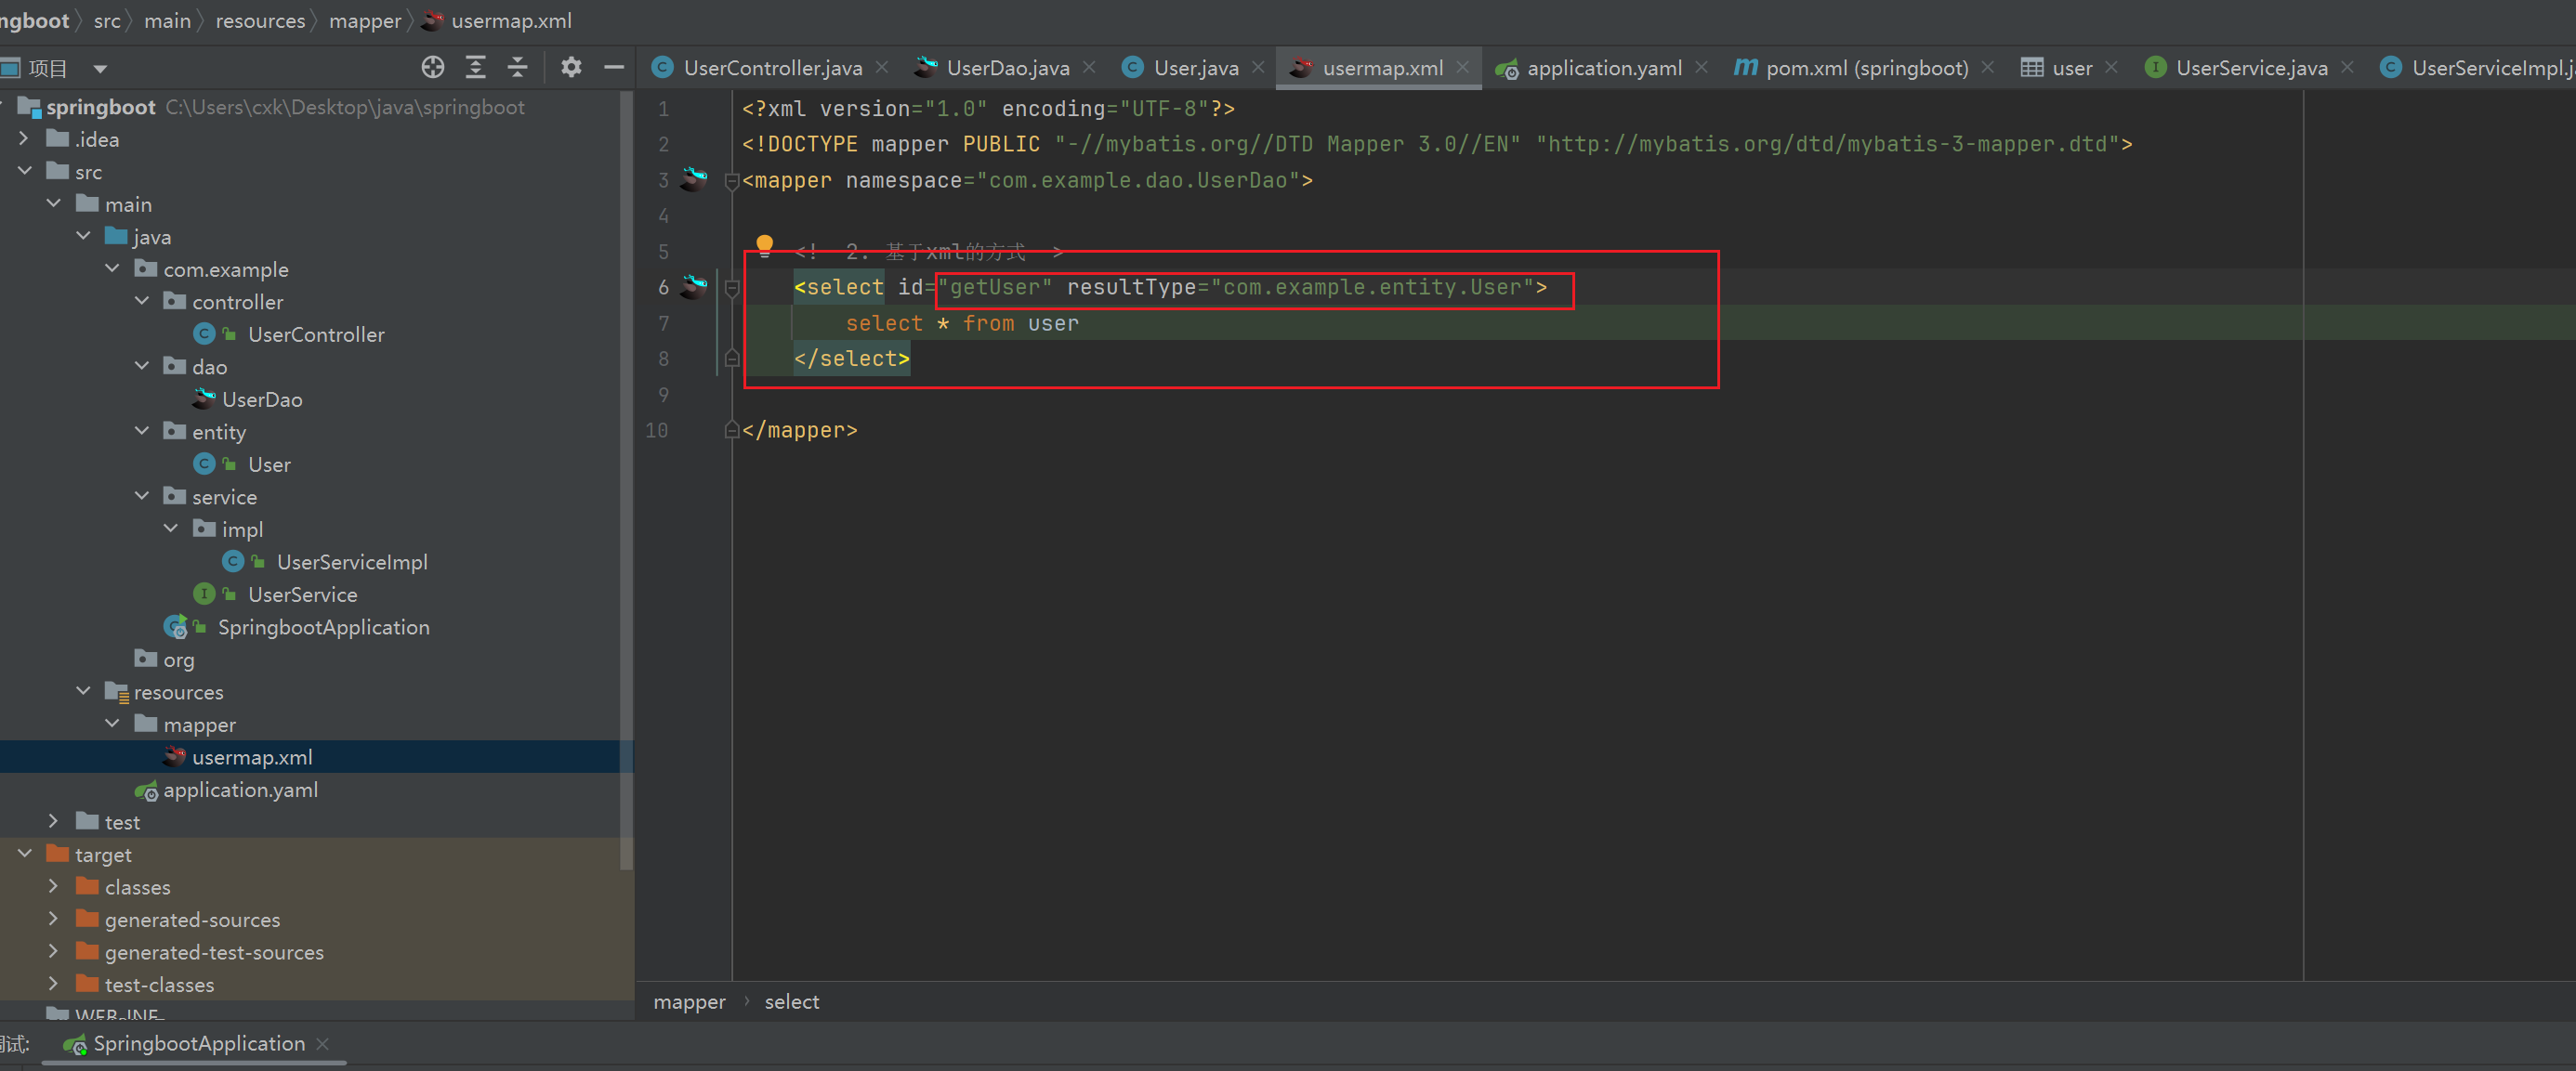 ngboot src main resources mapper usermap.xml
项目
UserController.java UserDao.java User.java usermap.xml application.yaml pom.xml (springboot) user UserService.java UserServiceImpl.j
springboot C:\Users\cxk\Desktop\java\springboot
.idea
src
main
java
com.example
controller
UserController
dao
UserDao
entity
User
service
impl
UserServiceImpl
UserService
SpringbootApplication
org
resources
mapper
usermap.xml
application.yaml
test
target
classes
generated-sources
generated-test-sources
test-classes
WEB-INF
1 <?xml version="1.0" encoding="UTF-8"?>
2 <!DOCTYPE mapper PUBLIC "-//mybatis.org//DTD Mapper 3.0//EN" "http://mybatis.org/dtd/mybatis-3-mapper.dtd">
3 <mapper namespace="com.example.dao.UserDao">
4
5 <!-- 2. 基于xml的方式 -->
6 <select id="getUser" resultType="com.example.entity.User">
7 select * from user
8 </select>
9
10 </mapper>
mapper select
调试: SpringbootApplication